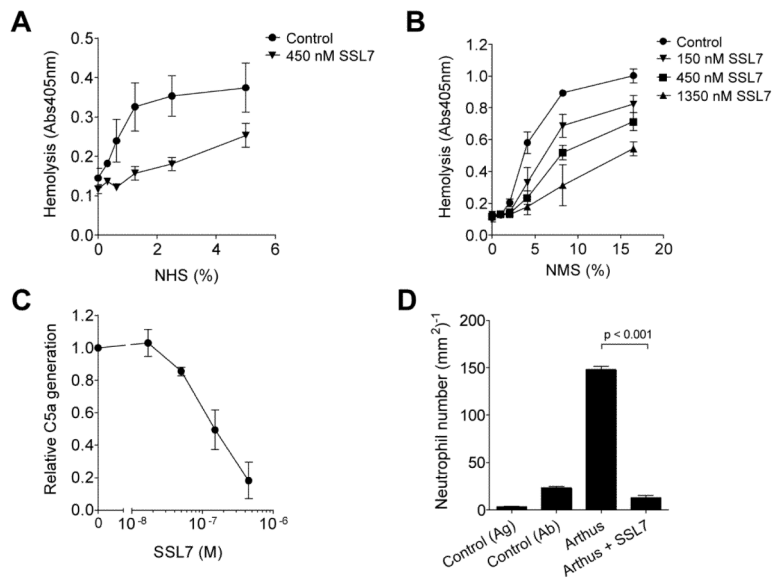 A
Control
450 nM SSL7
Hemolysis (Abs405nm)
0.4
0.3
0.2
0.1
0.0
0 2 4 6
NHS (%)
B
Control
150 nM SSL7
450 nM SSL7
1350 nM SSL7
Hemolysis (Abs405nm)
1.2
1.0
0.8
0.6
0.4
0.2
0.0
0 5 10 15 20
NMS (%)
C
Relative C5a generation
1.2
1.0
0.8
0.6
0.4
0.2
0.0
0 10⁻⁸ 10⁻⁷ 10⁻⁶
SSL7 (M)
D
Neutrophil number (mm²)⁻¹
200
150
100
50
0
p < 0.001
Control (Ag)
Control (Ab)
Arthus
Arthus + SSL7